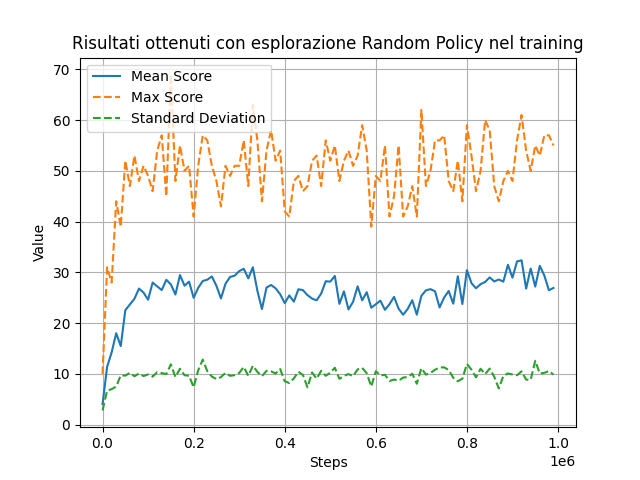 Risultati ottenuti con esplorazione Random Policy nel training
Mean Score
Max Score
Standard Deviation
Value
70
60
50
40
30
20
10
0
0.0
0.2
0.4
0.6
0.8
1.0
1e6
Steps